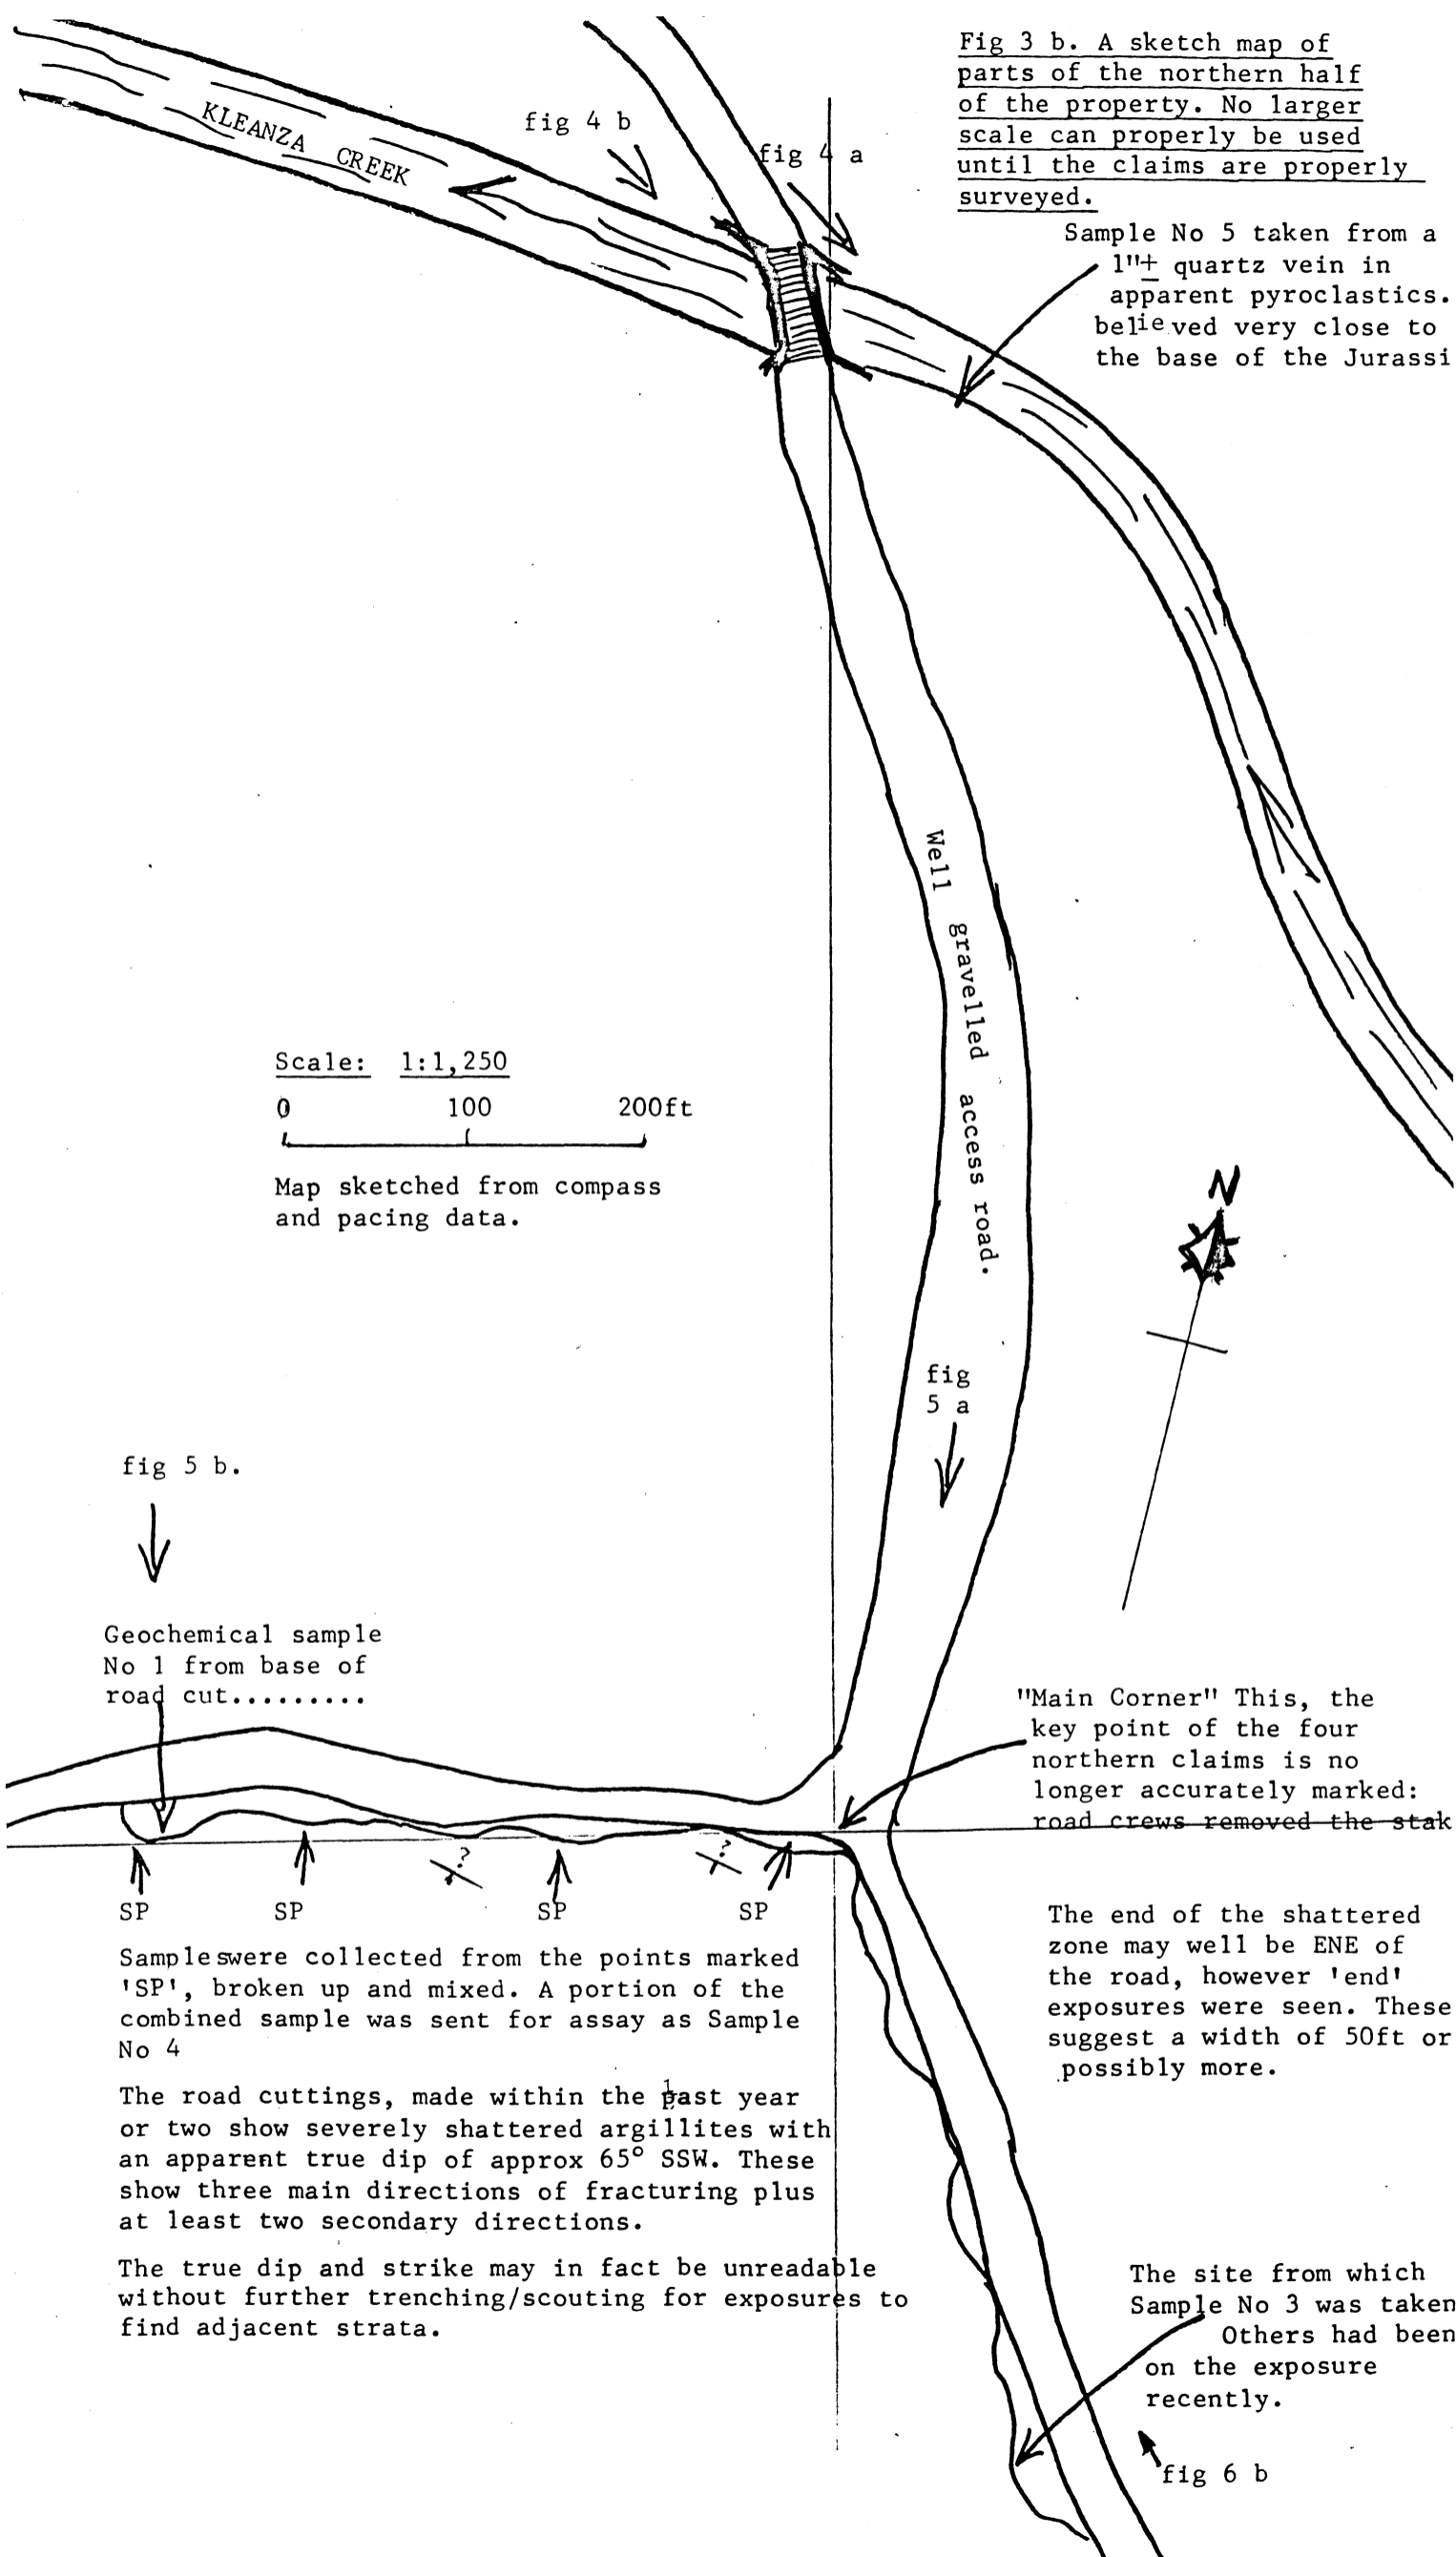 Fig 3 b. A sketch map of
parts of the northern half
of the property. No larger
scale can properly be used
until the claims are properly
surveyed.
fig 4 b
fig 4 a
KLEANZA CREEK
Sample No 5 taken from a
1"± quartz vein in
apparent pyroclastics.
believed very close to
the base of the Jurassi
Well gravelled access road.
Scale: 1:1,250
0 100 200ft
Map sketched from compass
and pacing data.
N
fig
5 a
fig 5 b.
Geochemical sample
No 1 from base of
road cut.........
"Main Corner" This, the
key point of the four
northern claims is no
longer accurately marked:
road crews removed the stak
? ?
SP SP SP SP
Samples were collected from the points marked
'SP', broken up and mixed. A portion of the
combined sample was sent for assay as Sample
No 4
The end of the shattered
zone may well be ENE of
the road, however 'end'
exposures were seen. These
suggest a width of 50ft or
possibly more.
The road cuttings, made within the year
or two show severely shattered argillites with
an apparent true dip of approx 65° SSW. These
show three main directions of fracturing plus
at least two secondary directions.
The true dip and strike may in fact be unreadable
without further trenching/scouting for exposures to
find adjacent strata.
The site from which
Sample No 3 was taken
Others had been
on the exposure
recently.
fig 6 b